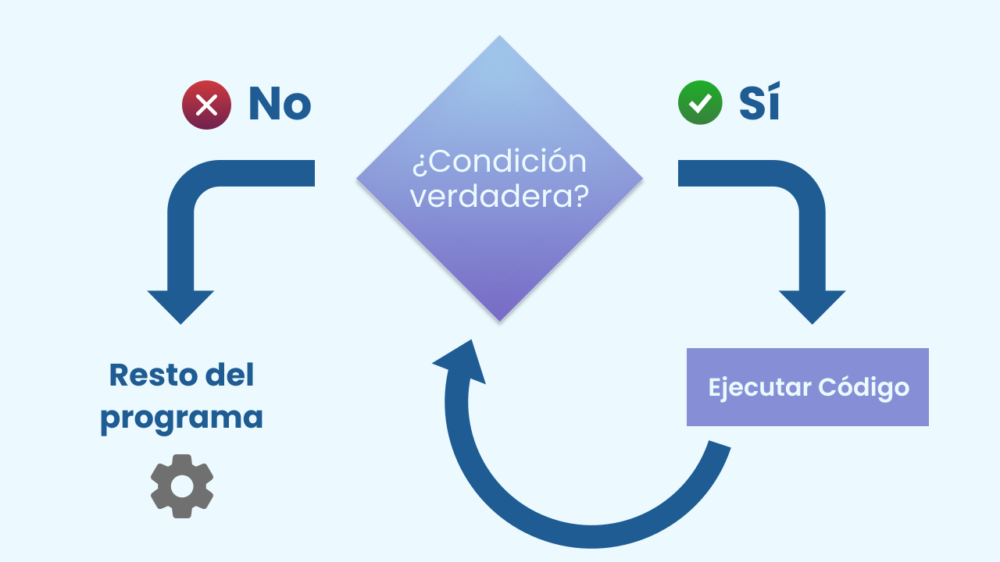 No
Sí
¿Condición
verdadera?
Resto del
programa
Ejecutar Código